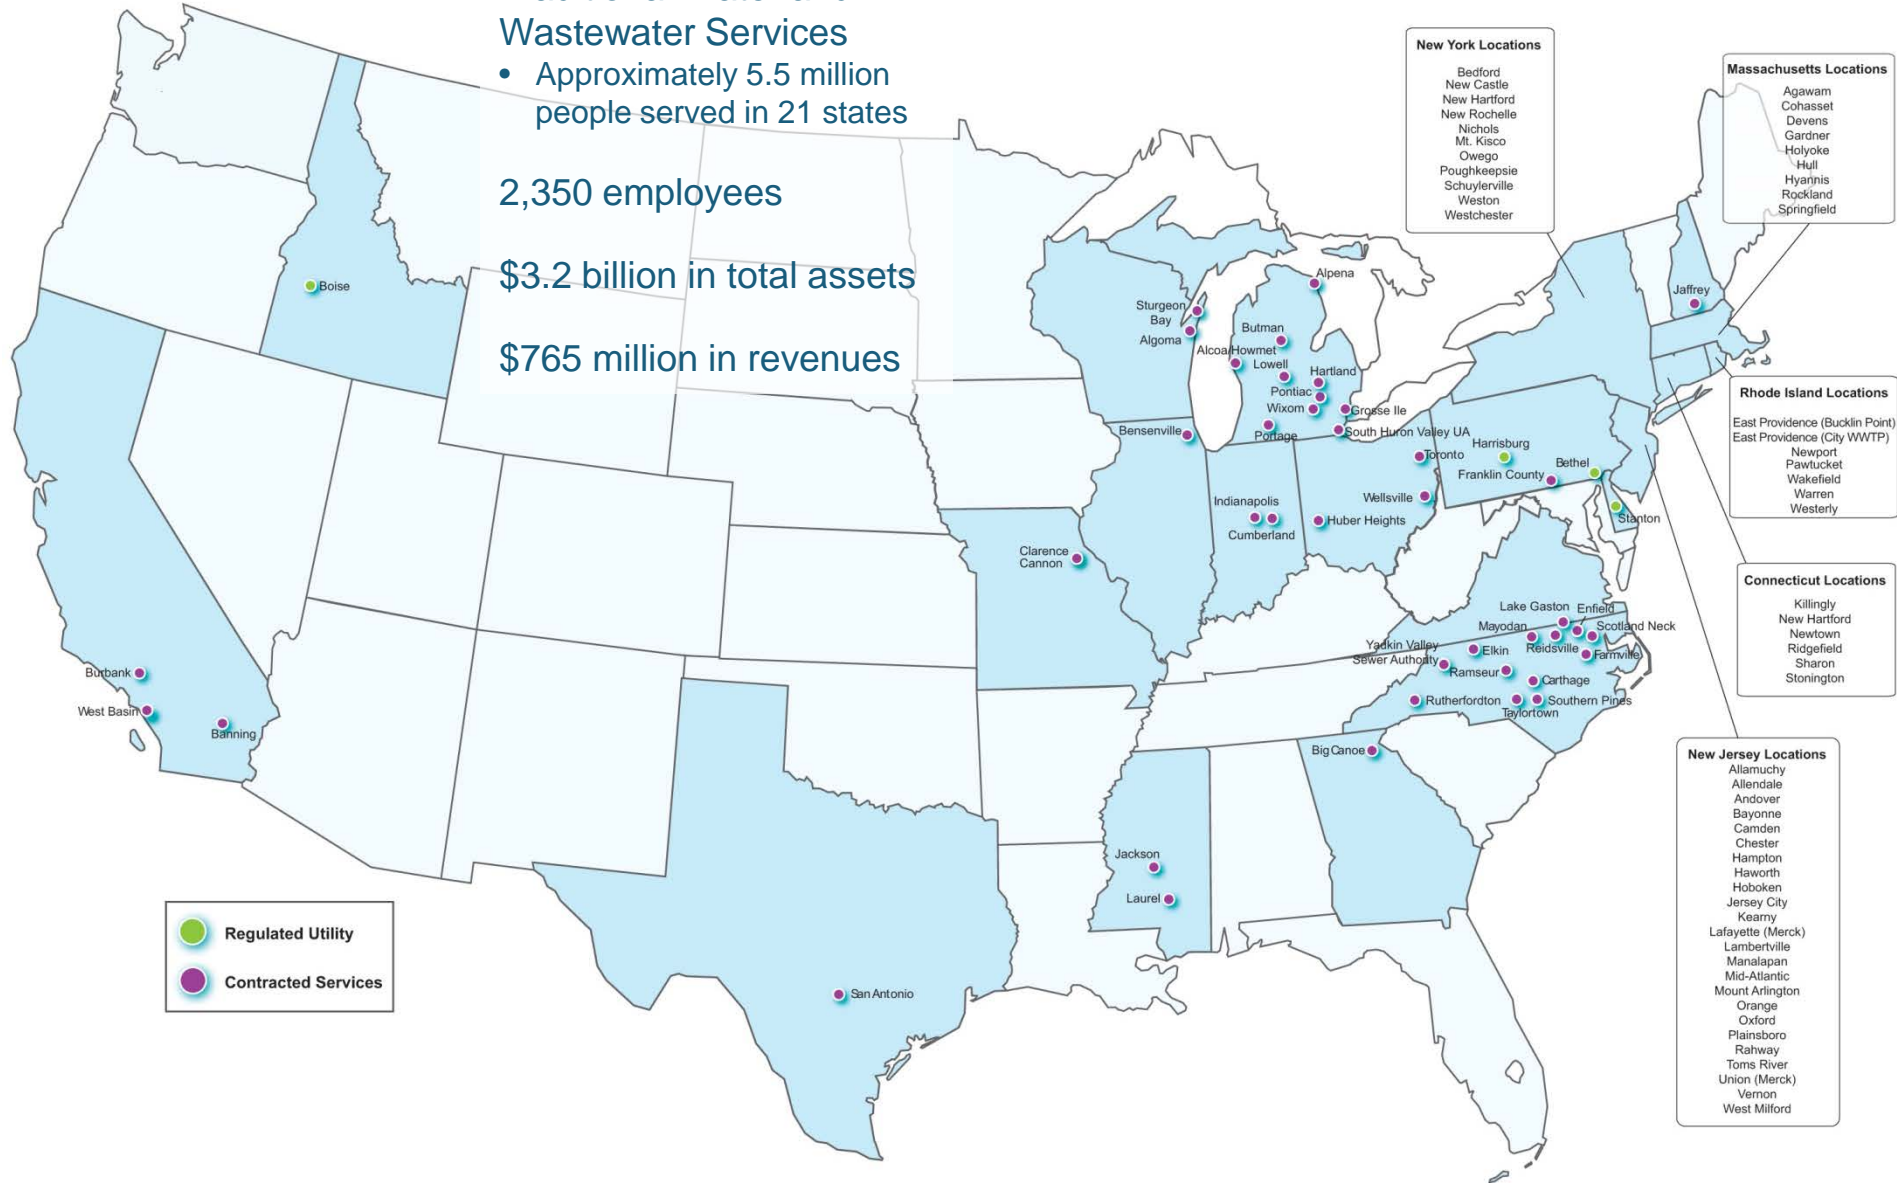 Wastewater Services
• Approximately 5.5 million
people served in 21 states
2,350 employees
$3.2 billion in total assets
$765 million in revenues
New York Locations
Bedford
New Castle
New Hartford
New Rochelle
Nichols
Mt. Kisco
Owego
Poughkeepsie
Schuylerville
Weston
Westchester
Massachusetts Locations
Agawam
Cohasset
Devens
Gardner
Holyoke
Hull
Hyannis
Rockland
Springfield
Rhode Island Locations
East Providence (Bucklin Point)
East Providence (City WWTP)
Newport
Pawtucket
Wakefield
Warren
Westerly
Connecticut Locations
Killingly
New Hartford
Newtown
Ridgefield
Sharon
Stonington
New Jersey Locations
Allamuchy
Allendale
Andover
Bayonne
Camden
Chester
Hampton
Haworth
Hoboken
Jersey City
Kearny
Lafayette (Merck)
Lambertville
Manalapan
Mid-Atlantic
Mount Arlington
Orange
Oxford
Plainsboro
Rahway
Toms River
Union (Merck)
Vernon
West Milford
Boise
Burbank
West Basin
Banning
San Antonio
Clarence
Cannon
Jackson
Laurel
Big Canoe
Sturgeon
Bay
Algoma
Bensenville
Alpena
Butman
Alcoa/Howmet
Lowell
Hartland
Pontiac
Wixom
Grosse Ile
Portage
South Huron Valley UA
Toronto
Wellsville
Huber Heights
Indianapolis
Cumberland
Harrisburg
Franklin County
Bethel
Stanton
Jaffrey
Lake Gaston
Enfield
Mayodan
Scotland Neck
Reidsville
Farmville
Yadkin Valley
Sewer Authority
Elkin
Ramseur
Carthage
Rutherfordton
Southern Pines
Taylortown
Regulated Utility
Contracted Services